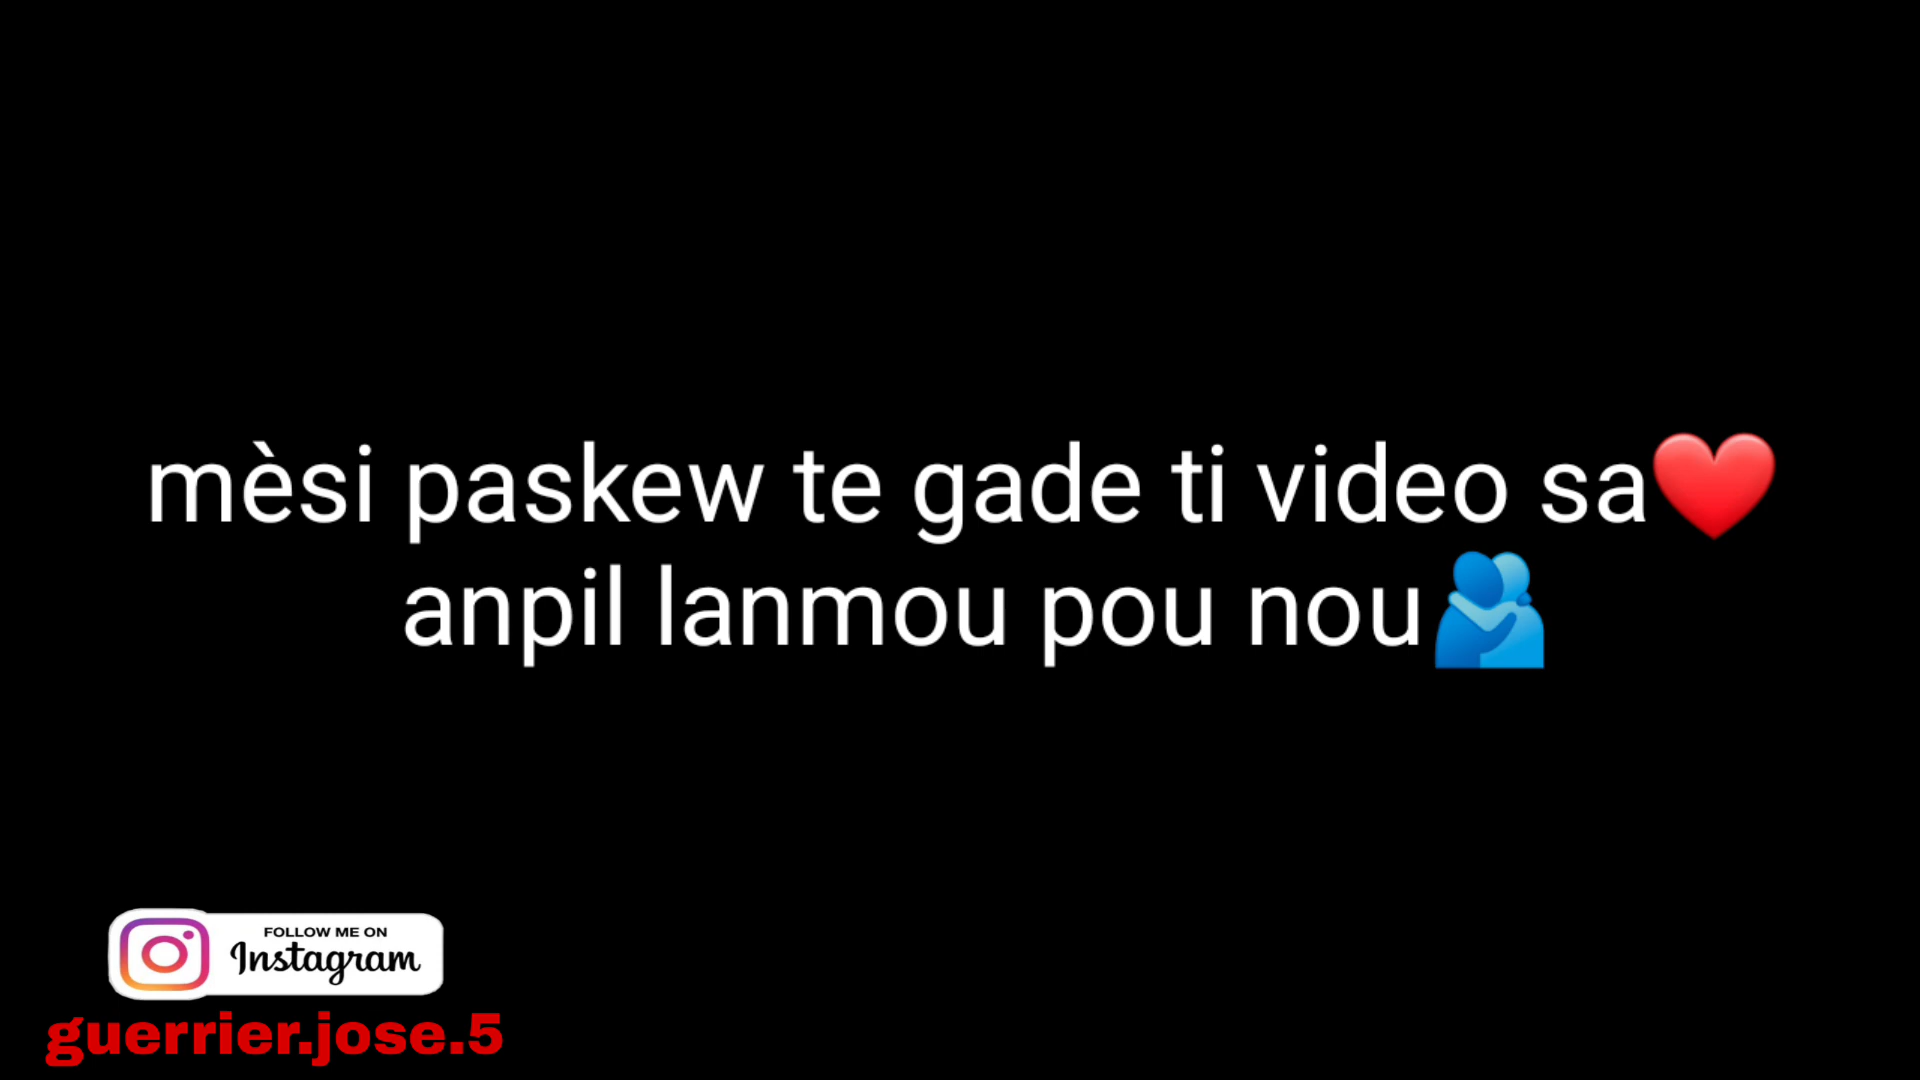 mèsi paskew te gade ti video sa❤️
anpil lanmou pou nou🫂
FOLLOW ME ON
Instagram
guerrier.jose.5